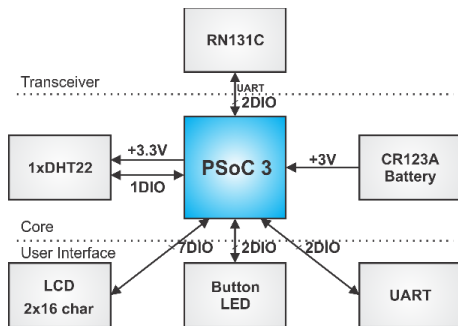 RN131C
Transceiver
UART
2DIO
1xDHT22
+3.3V
1DIO
PSoC 3
+3V
CR123A
Battery
Core
User Interface
7DIO
2DIO
2DIO
LCD
2x16 char
Button
LED
UART